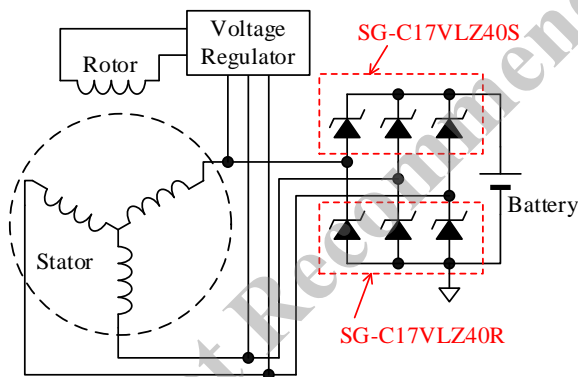 Voltage
Regulator
Rotor
SG-C17VLZ40S
Battery
Stator
SG-C17VLZ40R